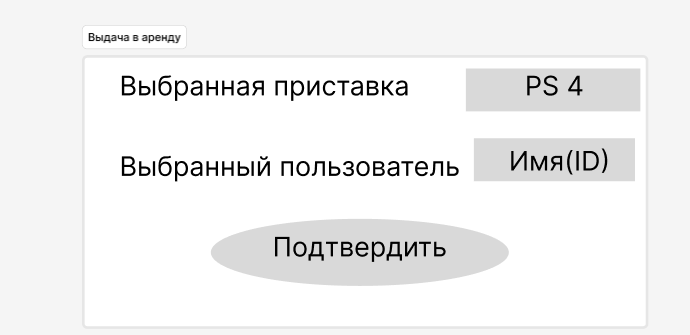 Выдача в аренду
Выбранная приставка PS 4
Выбранный пользователь Имя(ID)
Подтвердить